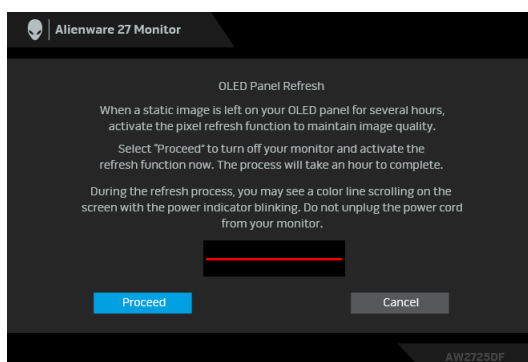 Alienware 27 Monitor
OLED Panel Refresh
When a static image is left on your OLED panel for several hours,
activate the pixel refresh function to maintain image quality.
Select "Proceed" to turn off your monitor and activate the
refresh function now. The process will take an hour to complete.
During the refresh process, you may see a color line scrolling on the
screen with the power indicator blinking. Do not unplug the power cord
from your monitor.
Proceed
Cancel
AW2725DF